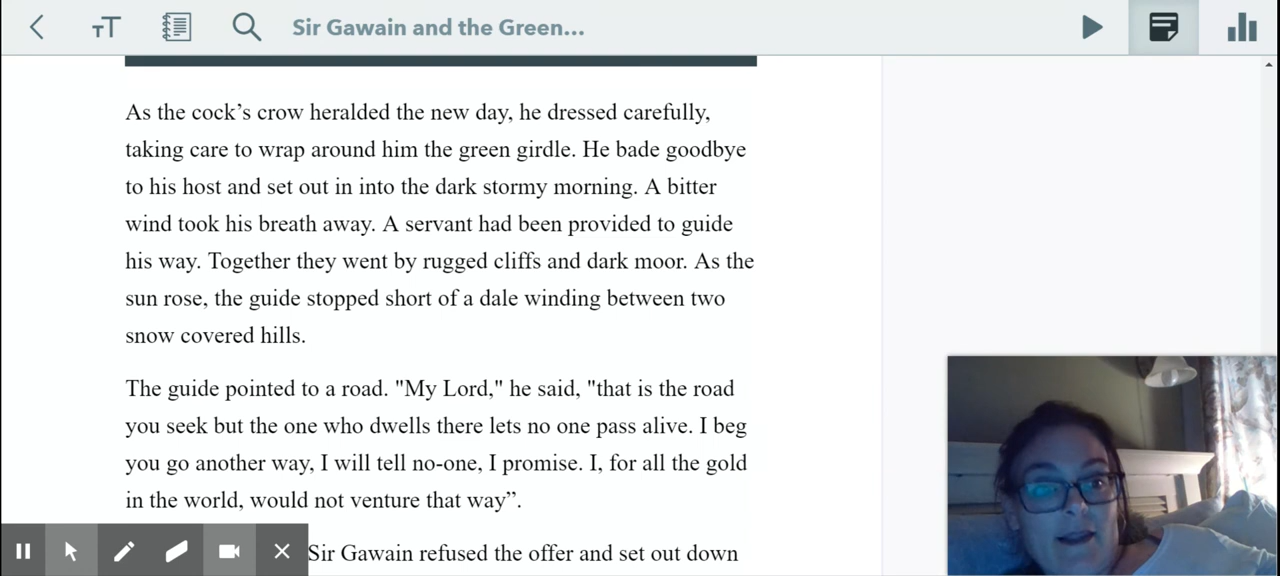 тT Sir Gawain and the Green...
As the cock’s crow heralded the new day, he dressed carefully,
taking care to wrap around him the green girdle. He bade goodbye
to his host and set out in into the dark stormy morning. A bitter
wind took his breath away. A servant had been provided to guide
his way. Together they went by rugged cliffs and dark moor. As the
sun rose, the guide stopped short of a dale winding between two
snow covered hills.
The guide pointed to a road. "My Lord," he said, "that is the road
you seek but the one who dwells there lets no one pass alive. I beg
you go another way, I will tell no-one, I promise. I, for all the gold
in the world, would not venture that way”.
Sir Gawain refused the offer and set out down